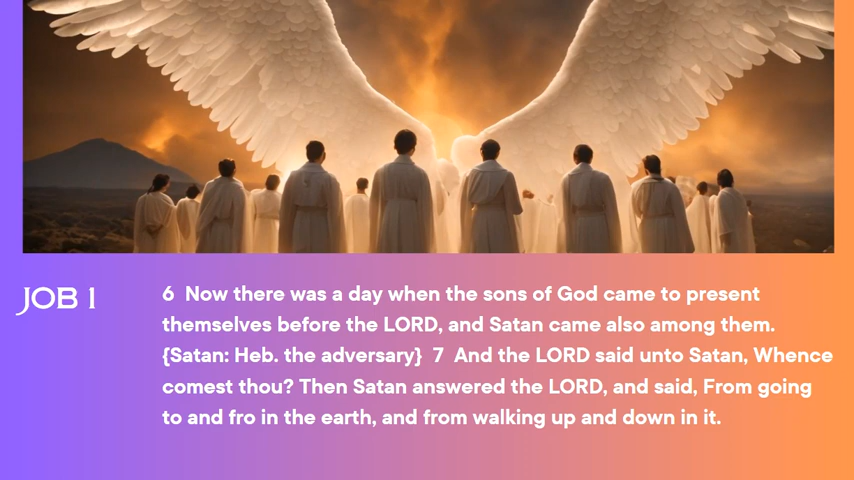 JOB 1
6 Now there was a day when the sons of God came to present
themselves before the LORD, and Satan came also among them.
{Satan: Heb. the adversary} 7 And the LORD said unto Satan, Whence
comest thou? Then Satan answered the LORD, and said, From going
to and fro in the earth, and from walking up and down in it.